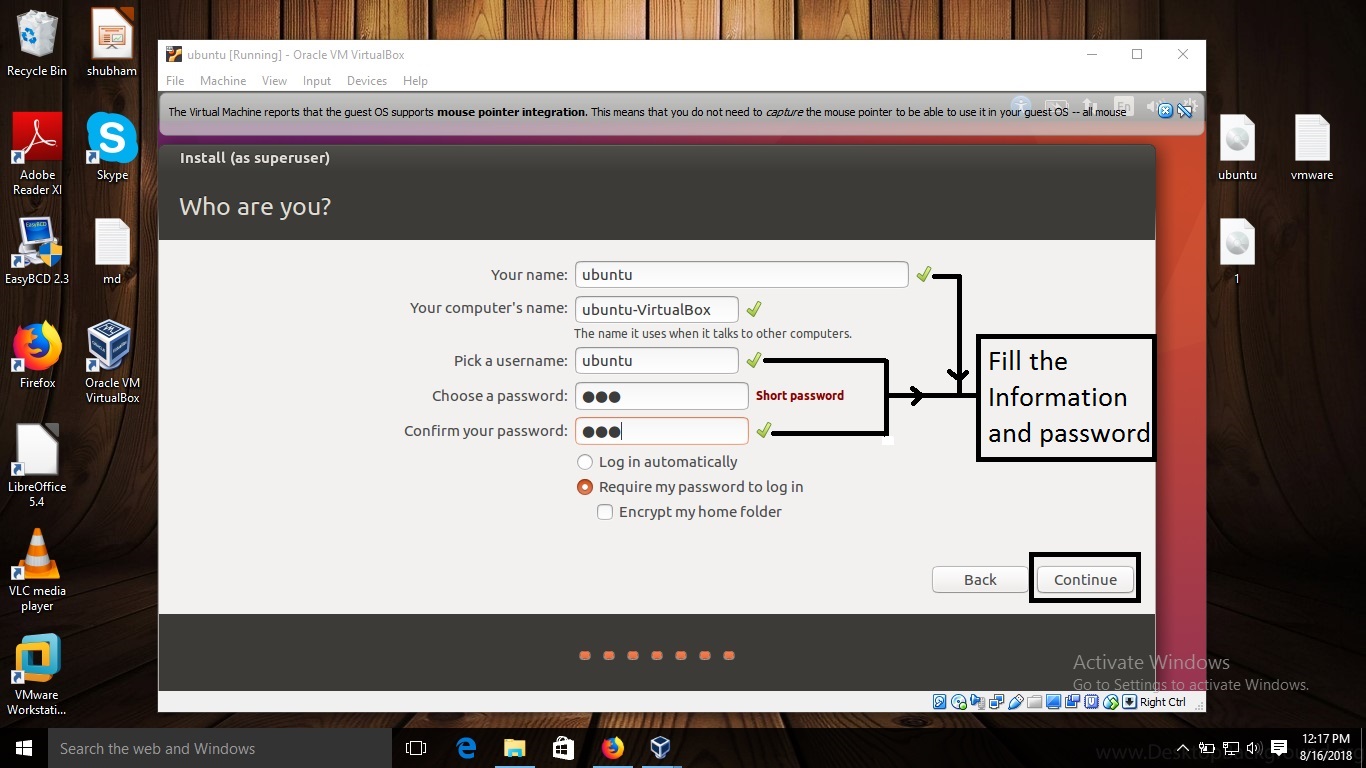 Recycle Bin
shubham
Adobe
Reader XI
Skype
EasyBCD 2.3
md
Firefox
Oracle VM
VirtualBox
LibreOffice
5.4
VLC media
player
VMware
Workstati...
ubuntu
vmware
1
ubuntu [Running] - Oracle VM VirtualBox
File Machine View Input Devices Help
The Virtual Machine reports that the guest OS supports mouse pointer integration. This means that you do not need to capture the mouse pointer to be able to use it in your guest OS -- all mouse
En
Install (as superuser)
Who are you?
Your name: ubuntu
Your computer's name: ubuntu-VirtualBox
The name it uses when it talks to other computers.
Pick a username: ubuntu
Choose a password: ●●● Short password
Confirm your password: ●●●
Log in automatically
Require my password to log in
Encrypt my home folder
Fill the
Information
and password
Back Continue
Activate Windows
Go to Settings to activate Windows.
Right Ctrl
Search the web and Windows
12:17 PM
8/16/2018